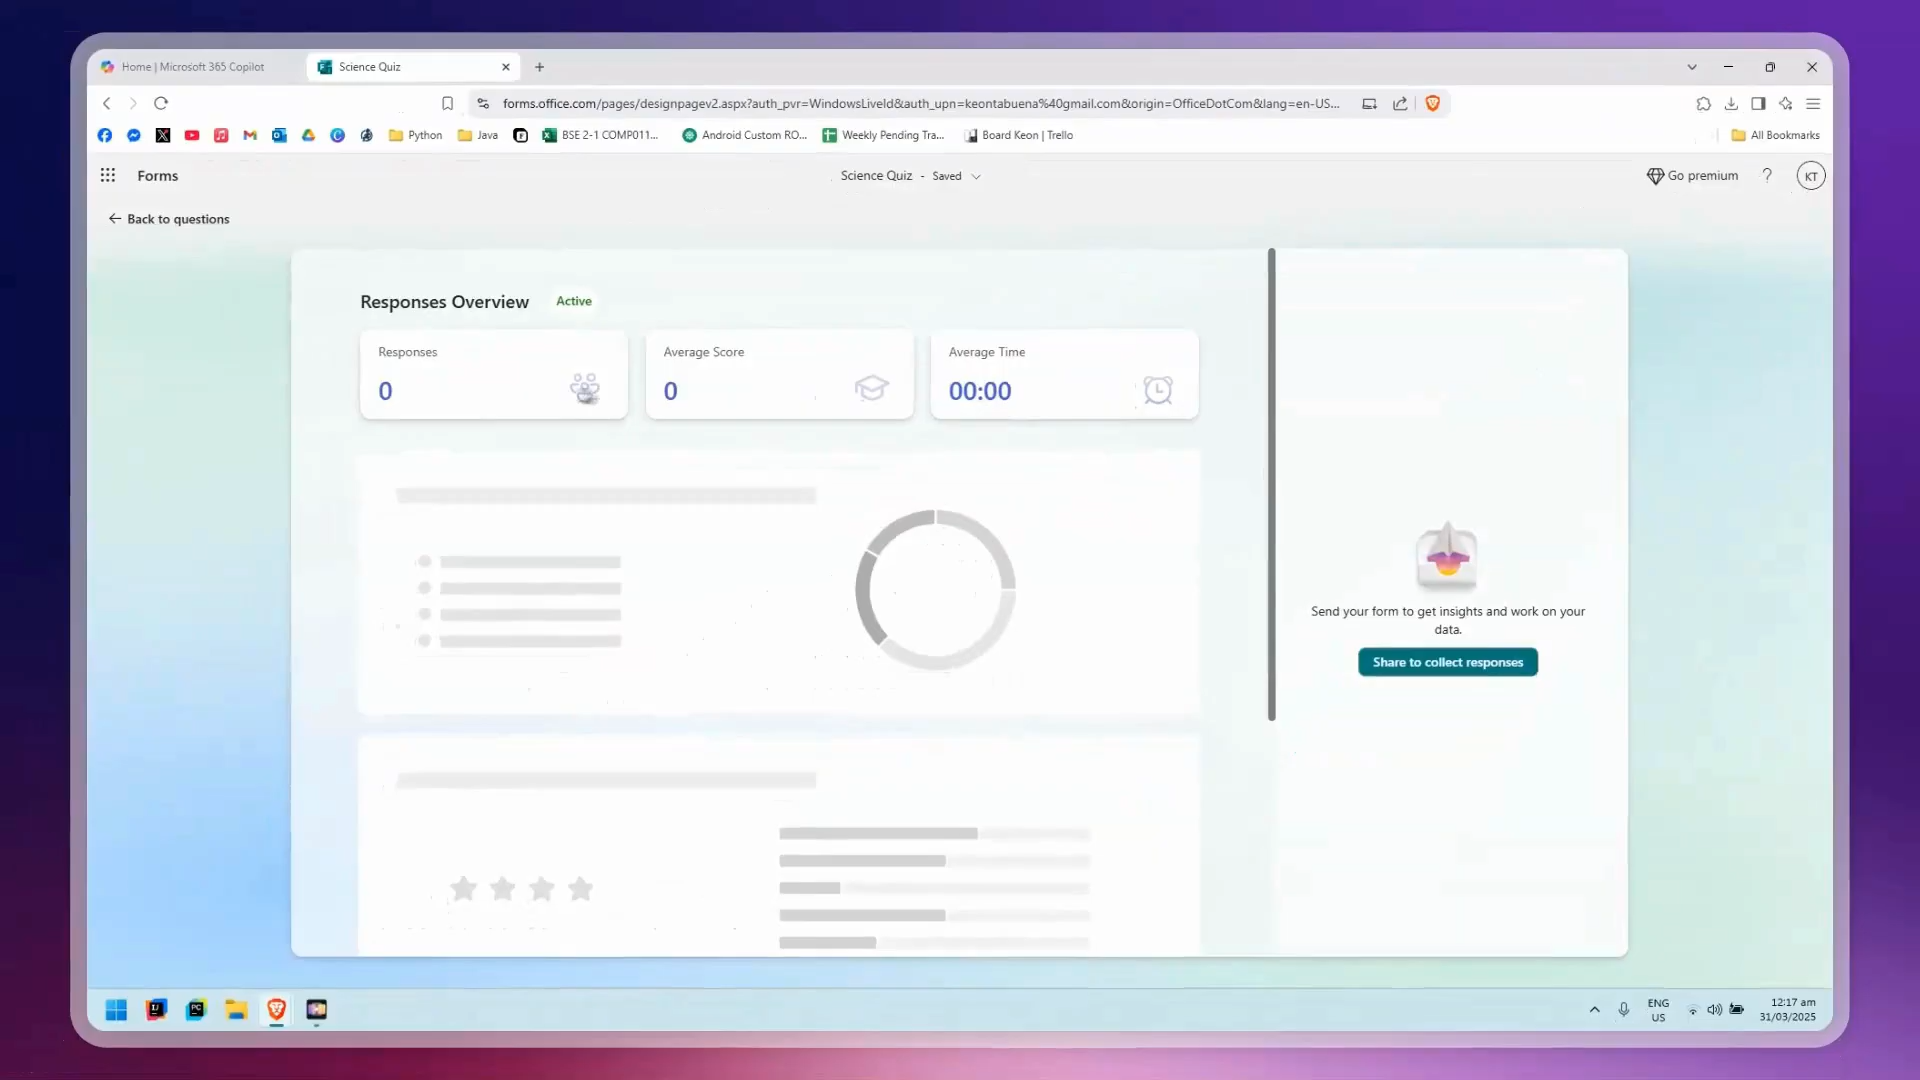 Home | Microsoft 365 Copilot
Science Quiz
forms.office.com/pages/designpagev2.aspx?auth_pvr=WindowsLiveId&auth_upn=keontabuena%40gmail.com&origin=OfficeDotCom&lang=en-US...
Python
Java
BSE 2-1 COMP011...
Android Custom RO...
Weekly Pending Tra...
Board Keon | Trello
All Bookmarks
Forms
Science Quiz - Saved
Go premium
?
KT
Back to questions
Responses Overview Active
Responses
0
Average Score
0
Average Time
00:00
Send your form to get insights and work on your
data.
Share to collect responses
ENG
US
12:17 am
31/03/2025